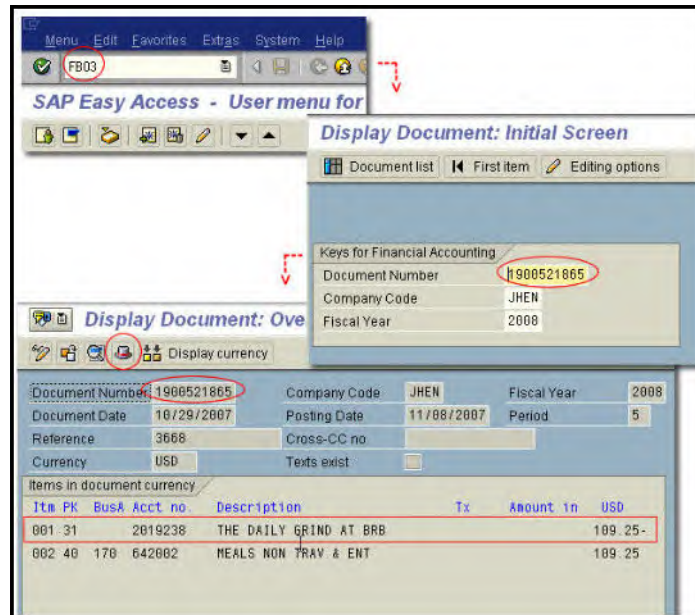 Menu Edit Favorites Extras System Help
FB03
SAP Easy Access - User menu for
Display Document: Initial Screen
Document list First item Editing options
Keys for Financial Accounting
Document Number 1900521865
Company Code JHEN
Fiscal Year 2008
Display Document: Ove
Display currency
Document Number 1900521865 Company Code JHEN Fiscal Year 2008
Document Date 10/29/2007 Posting Date 11/08/2007 Period 5
Reference 3668 Cross-CC no.
Currency USD Texts exist
Items in document currency
Itm PK BusA Acct no. Description Tx Amount in USD
001 31 2019238 THE DAILY GRIND AT BRB 109.25-
002 40 170 642002 MEALS NON TRAV & ENT 109.25